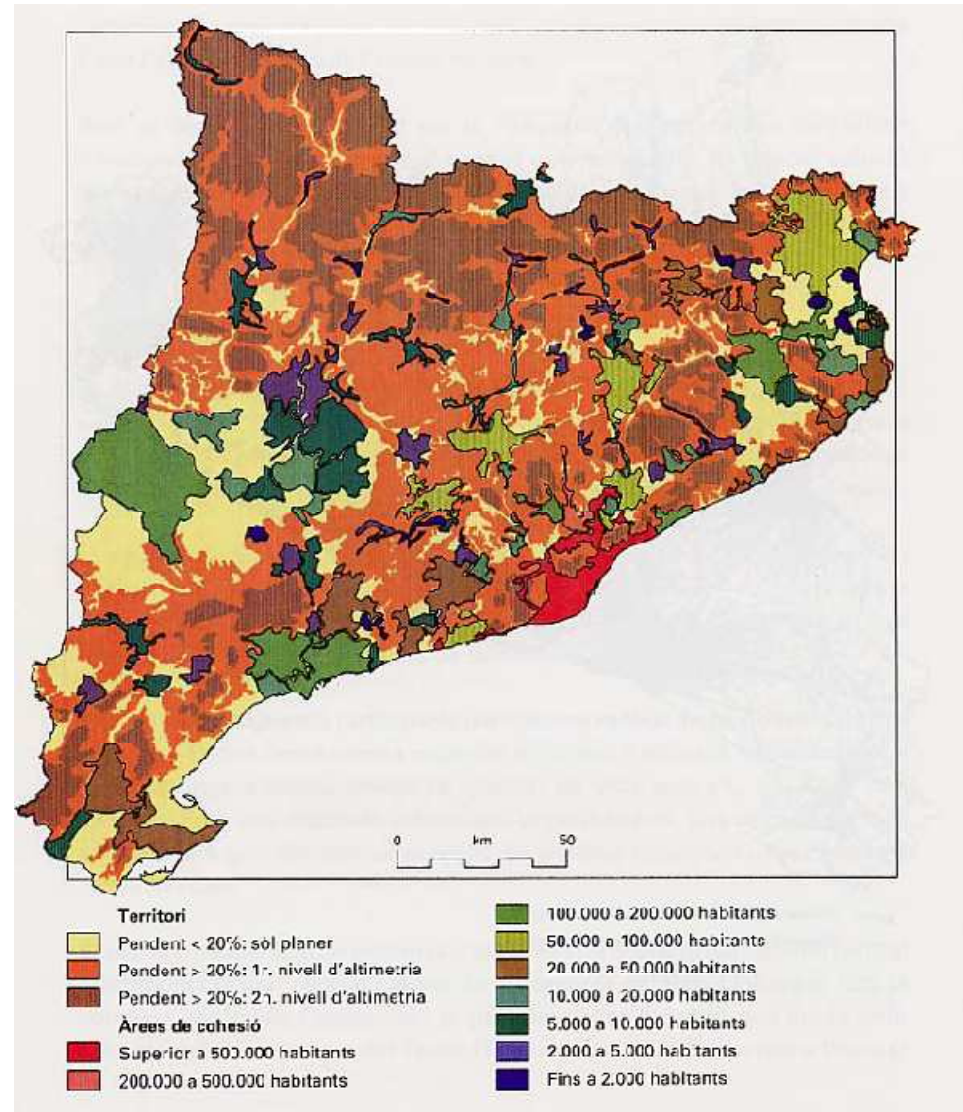 0 km 50
Territori
Pendent < 20%: sòl planer
Pendent > 20%: 1r. nivell d'altimetria
Pendent > 20%: 2n. nivell d'altimetria
Àrees de cohesió
Superior a 500.000 habitants
200.000 a 500.000 habitants
100.000 a 200.000 habitants
50.000 a 100.000 habitants
20.000 a 50.000 habitants
10.000 a 20.000 habitants
5.000 a 10.000 habitants
2.000 a 5.000 habitants
Fins a 2.000 habitants